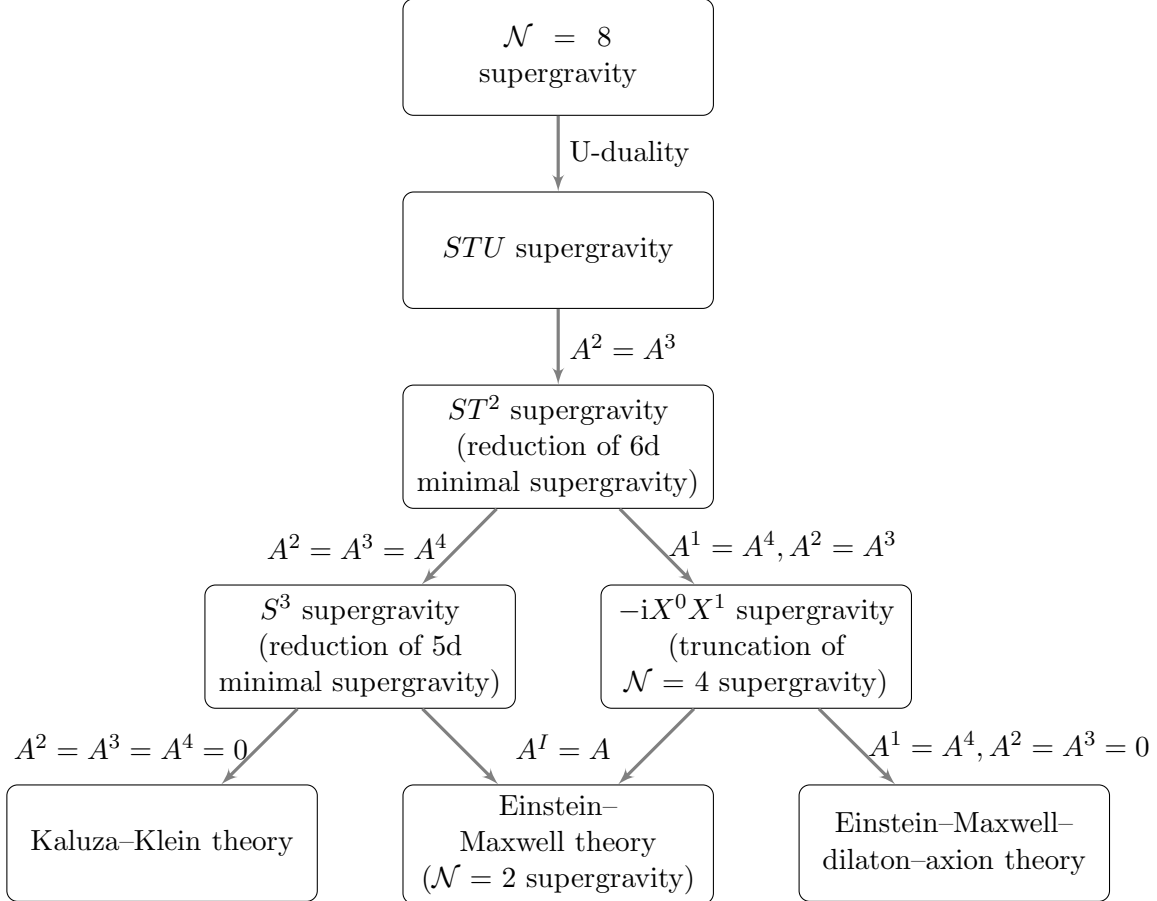 𝒩 = 8
supergravity
U-duality
STU supergravity
A² = A³
ST² supergravity
(reduction of 6d
minimal supergravity)
A² = A³ = A⁴
A¹ = A⁴, A² = A³
S³ supergravity
(reduction of 5d
minimal supergravity)
−iX⁰X¹ supergravity
(truncation of
𝒩 = 4 supergravity)
A² = A³ = A⁴ = 0
Aᴵ = A
A¹ = A⁴, A² = A³ = 0
Kaluza–Klein theory
Einstein–
Maxwell theory
(𝒩 = 2 supergravity)
Einstein–Maxwell–
dilaton–axion theory